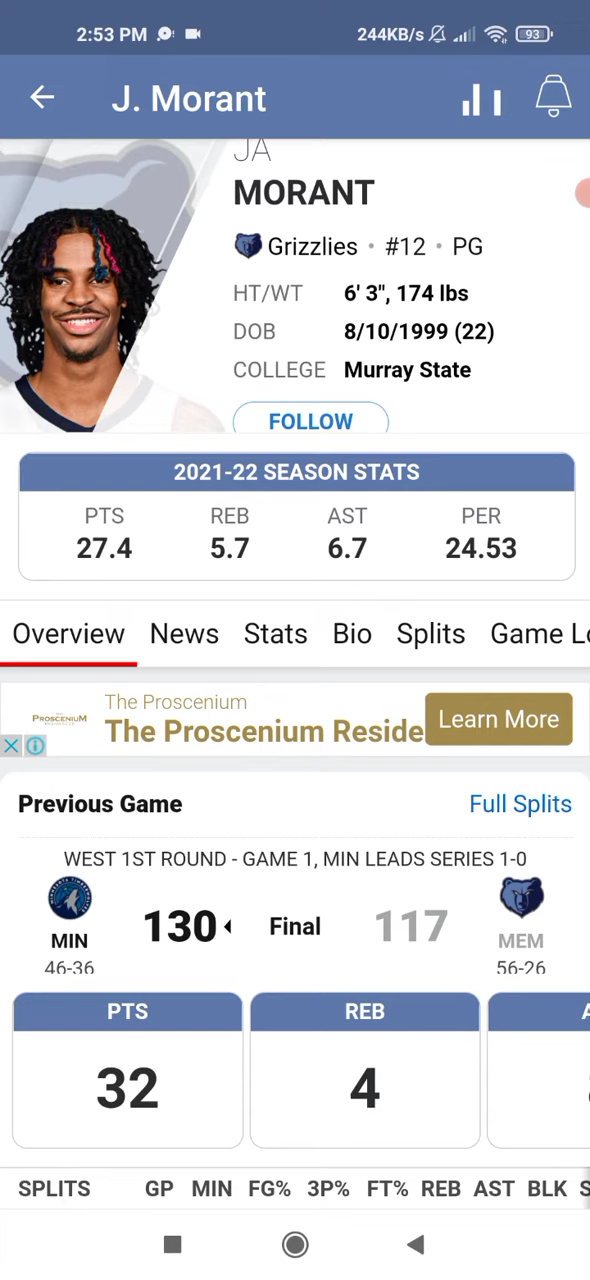 2:53 PM 244KB/s 93
J. Morant
JA
MORANT
Grizzlies • #12 • PG
HT/WT 6' 3", 174 lbs
DOB 8/10/1999 (22)
COLLEGE Murray State
FOLLOW
2021-22 SEASON STATS
PTS REB AST PER
27.4 5.7 6.7 24.53
Overview News Stats Bio Splits Game Lo
The Proscenium
THE PROSCENIUM The Proscenium Reside Learn More
Previous Game Full Splits
WEST 1ST ROUND - GAME 1, MIN LEADS SERIES 1-0
130 Final 117
MIN MEM
46-36 56-26
PTS REB A
32 4
SPLITS GP MIN FG% 3P% FT% REB AST BLK S